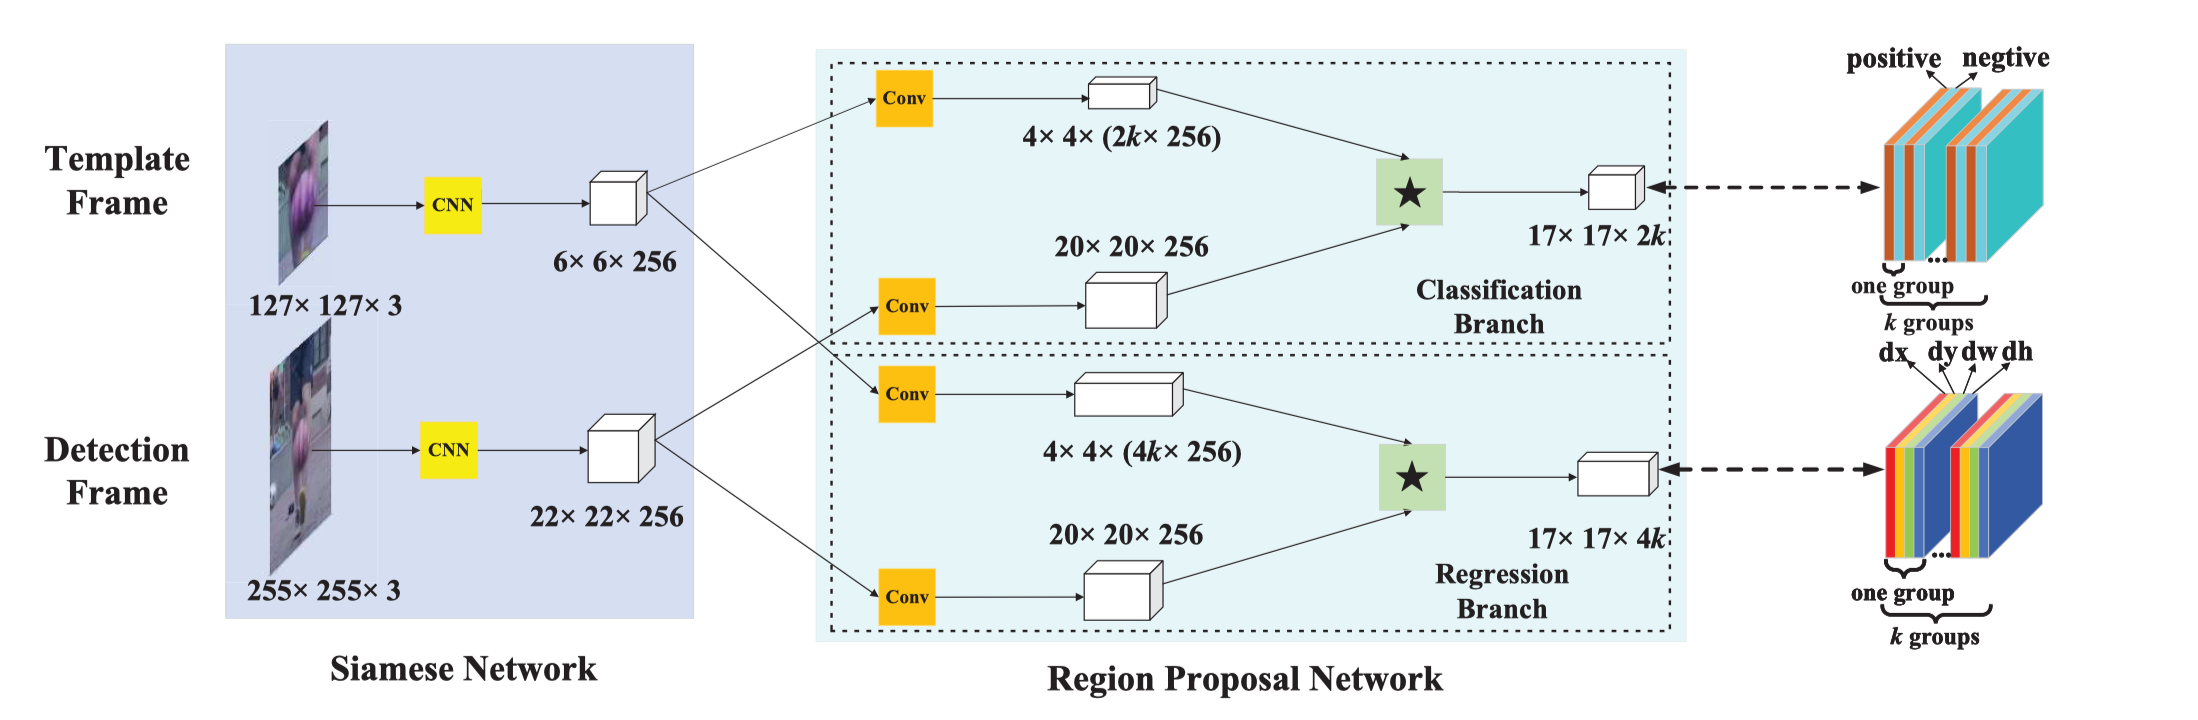 Template
Frame
127× 127× 3
CNN
6× 6× 256
Detection
Frame
255× 255× 3
CNN
22× 22× 256
Siamese Network
Conv
4× 4× (2k× 256)
Conv
20× 20× 256
★
17× 17× 2k
Classification
Branch
Conv
4× 4× (4k× 256)
Conv
20× 20× 256
★
17× 17× 4k
Regression
Branch
Region Proposal Network
positive negtive
...
one group
k groups
dx dy dw dh
...
one group
k groups